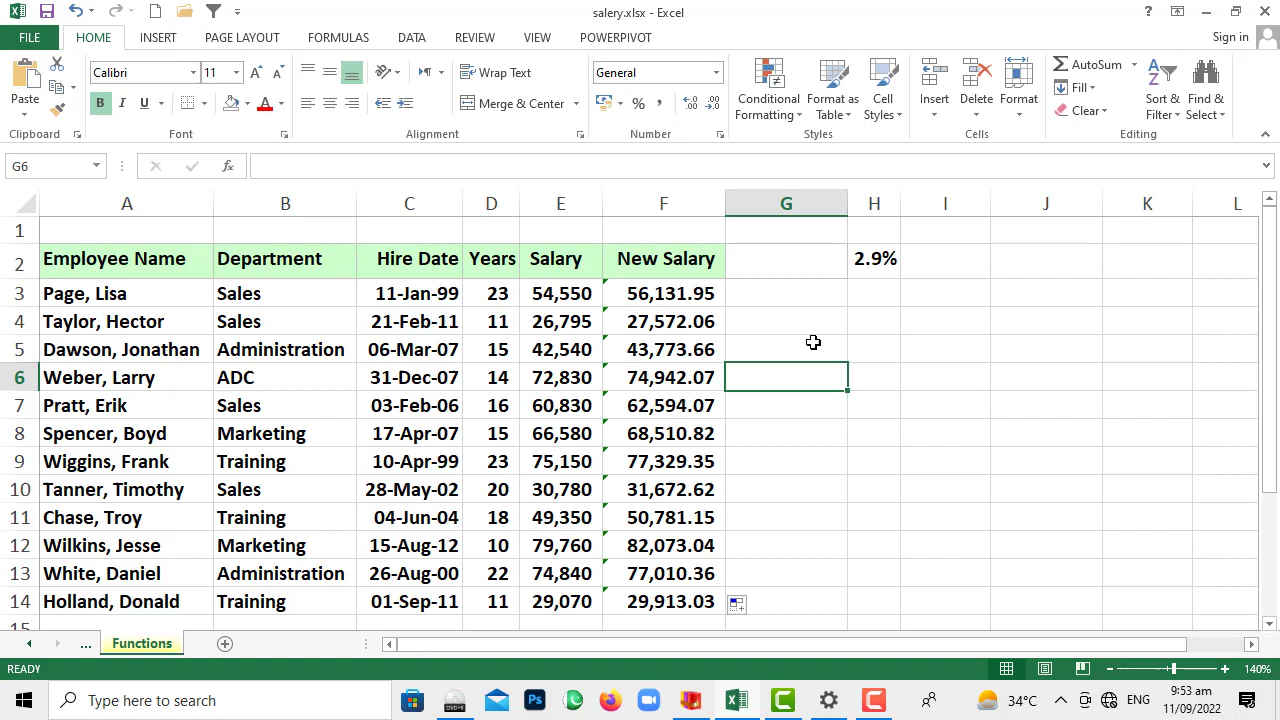 salery.xlsx - Excel
FILE HOME INSERT PAGE LAYOUT FORMULAS DATA REVIEW VIEW POWERPIVOT Sign in
Paste Calibri 11 Wrap Text General Conditional Formatting Format as Table Cell Styles Insert Delete Format AutoSum Fill Clear Sort & Filter Find & Select
B I U Merge & Center % ,
Clipboard Font Alignment Number Styles Cells Editing
G6 fx
A B C D E F G H I J K L
1
2 Employee Name Department Hire Date Years Salary New Salary 2.9%
3 Page, Lisa Sales 11-Jan-99 23 54,550 56,131.95
4 Taylor, Hector Sales 21-Feb-11 11 26,795 27,572.06
5 Dawson, Jonathan Administration 06-Mar-07 15 42,540 43,773.66
6 Weber, Larry ADC 31-Dec-07 14 72,830 74,942.07
7 Pratt, Erik Sales 03-Feb-06 16 60,830 62,594.07
8 Spencer, Boyd Marketing 17-Apr-07 15 66,580 68,510.82
9 Wiggins, Frank Training 10-Apr-99 23 75,150 77,329.35
10 Tanner, Timothy Sales 28-May-02 20 30,780 31,672.62
11 Chase, Troy Training 04-Jun-04 18 49,350 50,781.15
12 Wilkins, Jesse Marketing 15-Aug-12 10 79,760 82,073.04
13 White, Daniel Administration 26-Aug-00 22 74,840 77,010.36
14 Holland, Donald Training 01-Sep-11 11 29,070 29,913.03
15
... Functions
READY 140%
Type here to search 34°C ENG 9:53 am
11/09/2022